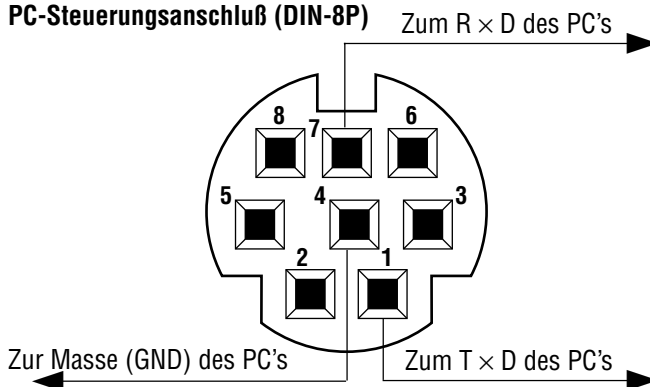 PC-Steuerungsanschluß (DIN-8P)
Zum R × D des PC's
8 7 6
5 4 3
2 1
Zur Masse (GND) des PC's
Zum T × D des PC's